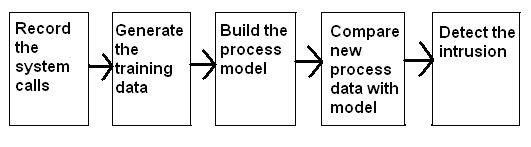 Record
the
system
calls
Generate
the
training
data
Build the
process
model
Compare
new
process
data with
model
Detect the
intrusion